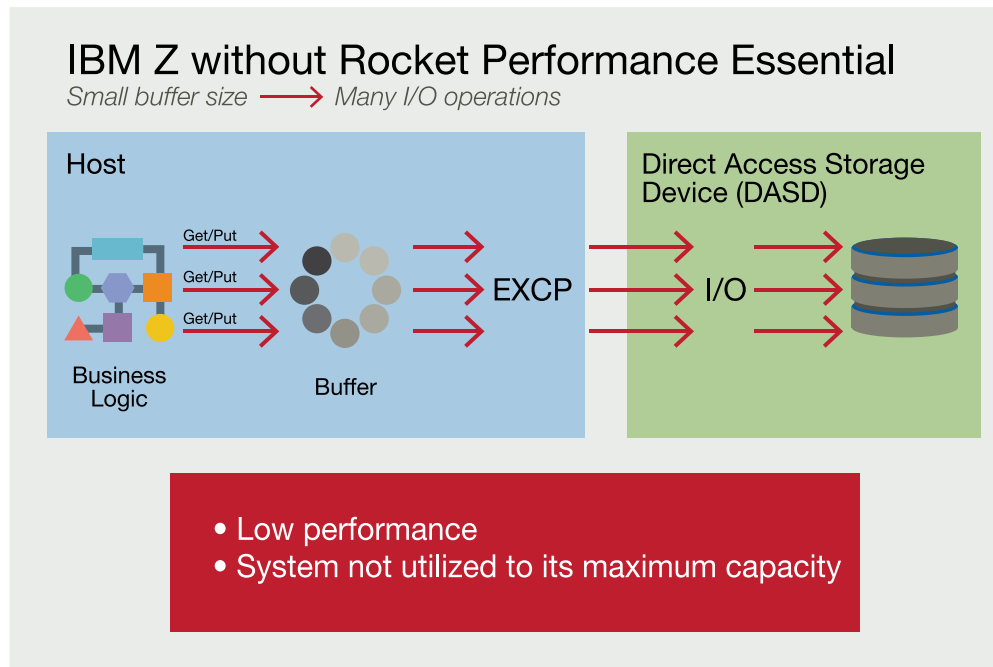 IBM Z without Rocket Performance Essential
Small buffer size
Many I/O operations
Host
Get/Put
Get/Put
Get/Put
Business
Logic
Buffer
EXCP
Direct Access Storage
Device (DASD)
I/O
• Low performance
• System not utilized to its maximum capacity